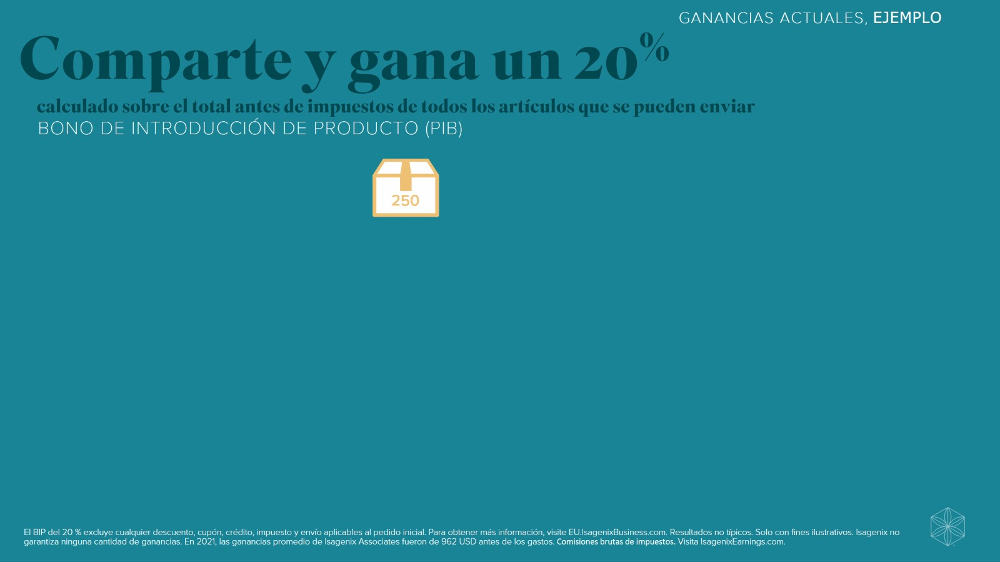 GANANCIAS ACTUALES, EJEMPLO
Comparte y gana un 20%
calculado sobre el total antes de impuestos de todos los artículos que se pueden enviar
BONO DE INTRODUCCIÓN DE PRODUCTO (PIB)
250
El BIP del 20 % excluye cualquier descuento, cupón, crédito, impuesto y envío aplicables al pedido inicial. Para obtener más información, visite EU.IsagenixBusiness.com. Resultados no típicos. Solo con fines ilustrativos. Isagenix no
garantiza ninguna cantidad de ganancias. En 2021, las ganancias promedio de Isagenix Associates fueron de 962 USD antes de los gastos. Comisiones brutas de impuestos. Visita IsagenixEarnings.com.